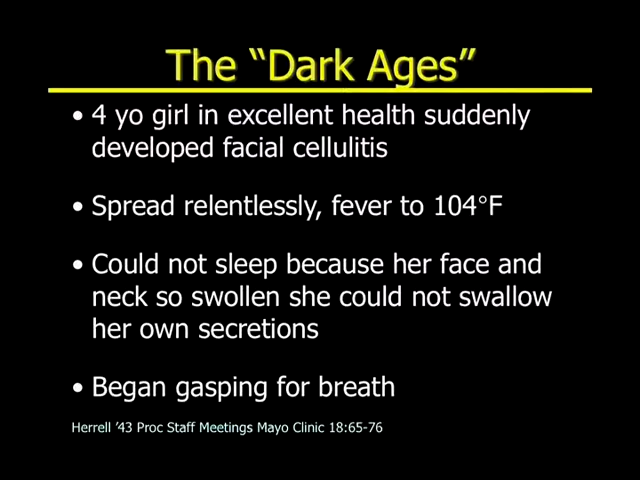 The “Dark Ages”
• 4 yo girl in excellent health suddenly
developed facial cellulitis
• Spread relentlessly, fever to 104°F
• Could not sleep because her face and
neck so swollen she could not swallow
her own secretions
• Began gasping for breath
Herrell ’43 Proc Staff Meetings Mayo Clinic 18:65-76